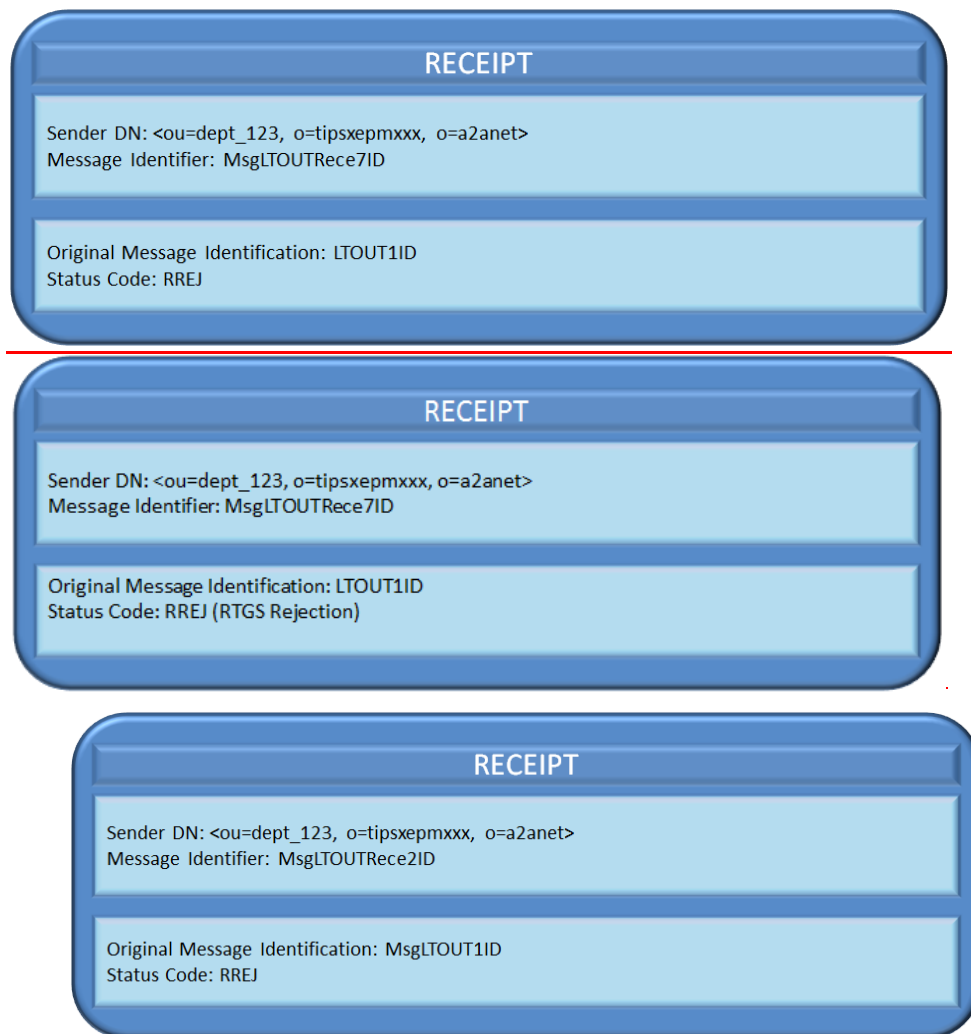 RECEIPT
Sender DN: <ou=dept_123, o=tipsxepmxxx, o=a2anet>
Message Identifier: MsgLTOUTRece7ID
Original Message Identification: LTOUT1ID
Status Code: RREJ
RECEIPT
Sender DN: <ou=dept_123, o=tipsxepmxxx, o=a2anet>
Message Identifier: MsgLTOUTRece7ID
Original Message Identification: LTOUT1ID
Status Code: RREJ (RTGS Rejection)
RECEIPT
Sender DN: <ou=dept_123, o=tipsxepmxxx, o=a2anet>
Message Identifier: MsgLTOUTRece2ID
Original Message Identification: MsgLTOUT1ID
Status Code: RREJ